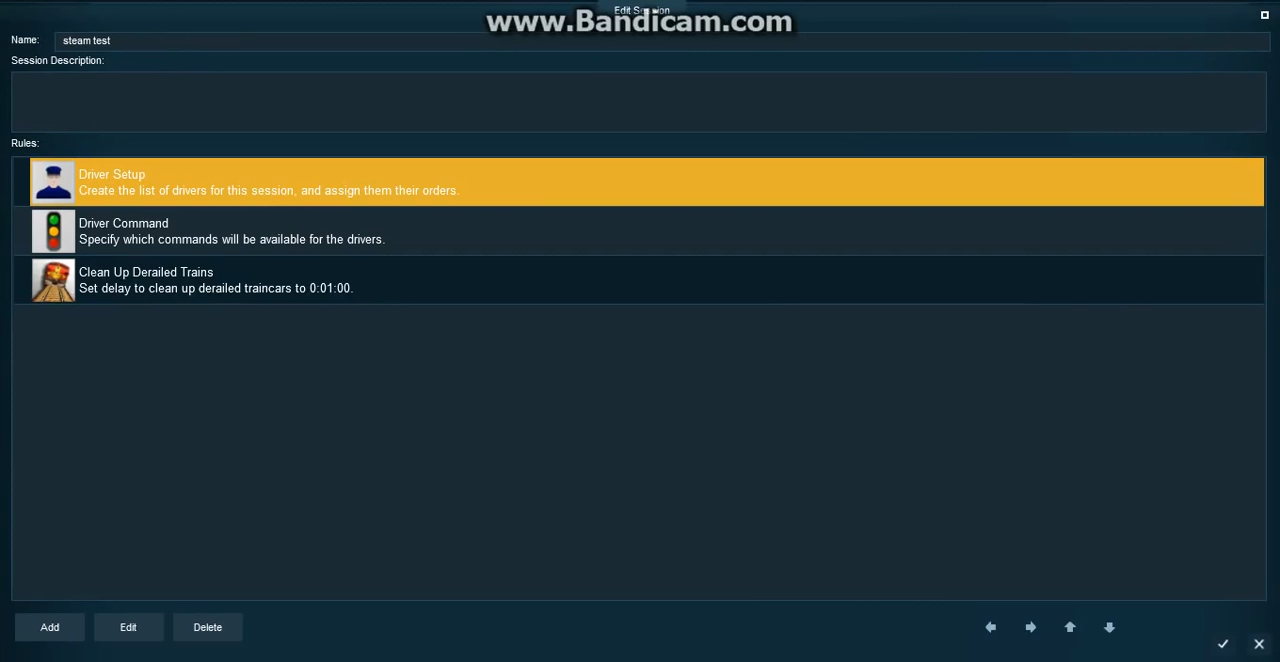 Edit Session
www.Bandicam.com
Name: steam test
Session Description:
Rules:
Driver Setup
Create the list of drivers for this session, and assign them their orders.
Driver Command
Specify which commands will be available for the drivers.
Clean Up Derailed Trains
Set delay to clean up derailed traincars to 0:01:00.
Add Edit Delete